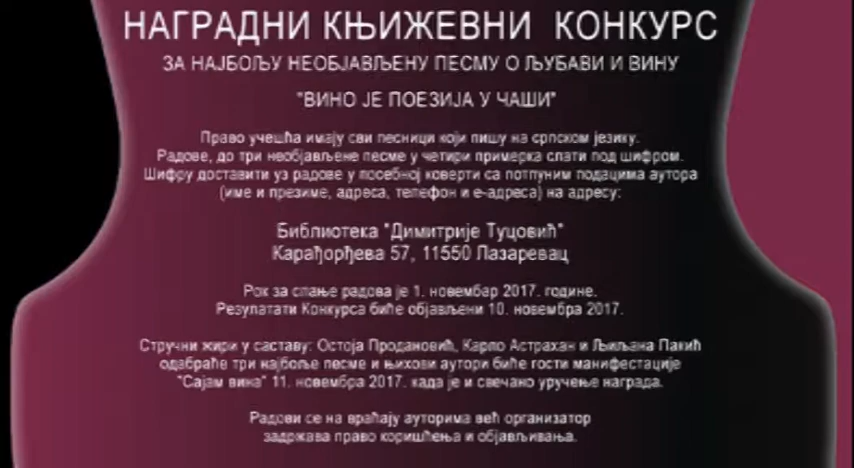 НАГРАДНИ КЊИЖЕВНИ КОНКУРС
ЗА НАЈБОЉУ НЕОБЈАВЉЕНУ ПЕСМУ О ЉУБАВИ И ВИНУ
"ВИНО ЈЕ ПОЕЗИЈА У ЧАШИ"
Право учешћа имају сви песници који пишу на српском језику.
Радове, до три необјављене песме у четири примерка слати под шифром.
Шифру доставити уз радове у посебној коверти са потпуним подацима аутора
(име и презиме, адреса, телефон и е-адреса) на адресу:
Библиотека "Димитрије Туцовић"
Карађорђева 57, 11550 Лазаревац
Рок за слање радова је 1. новембар 2017. године.
Резултати Конкурса биће објављени 10. новембра 2017.
Стручни жири у саставу: Остоја Продановић, Карло Астрахан и Љиљана Пакић
одабраће три најбоље песме и њихови аутори биће гости манифестације
"Сајам вина" 11. новембра 2017. када је и свечано уручење награда.
Радови се на враћају ауторима већ организатор
задржава право коришћења и објављивања.